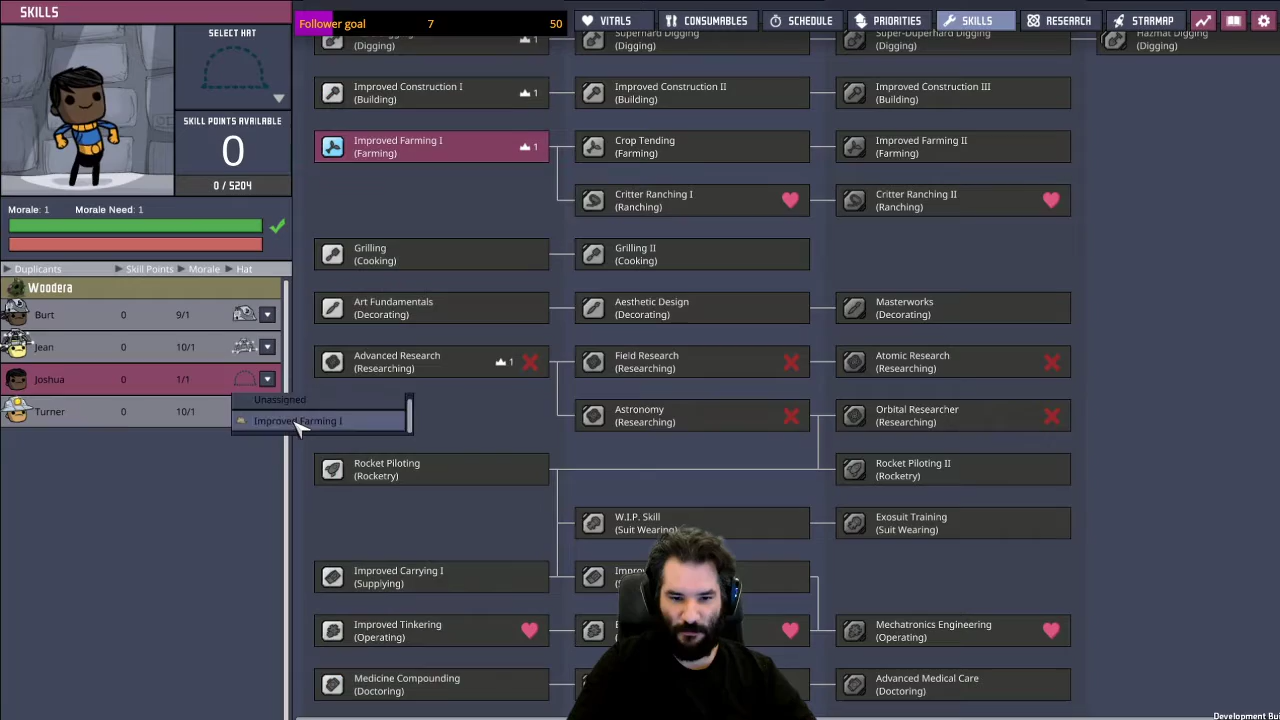 SKILLS
SELECT HAT
SKILL POINTS AVAILABLE
0
0 / 5204
Morale: 1
Morale Need: 1
Duplicants
Skill Points
Morale
Hat
Woodera
Burt
0
9/1
Jean
0
10/1
Joshua
0
1/1
Turner
0
10/1
Unassigned
Improved Farming I
Follower goal
7
50
VITALS
CONSUMABLES
SCHEDULE
PRIORITIES
SKILLS
RESEARCH
STARMAP
(Digging)
1
Superhard Digging
(Digging)
Super-Duperhard Digging
(Digging)
Hazmat Digging
(Digging)
Improved Construction I
(Building)
1
Improved Construction II
(Building)
Improved Construction III
(Building)
Improved Farming I
(Farming)
1
Crop Tending
(Farming)
Improved Farming II
(Farming)
Critter Ranching I
(Ranching)
Critter Ranching II
(Ranching)
Grilling
(Cooking)
Grilling II
(Cooking)
Art Fundamentals
(Decorating)
Aesthetic Design
(Decorating)
Masterworks
(Decorating)
Advanced Research
(Researching)
1
Field Research
(Researching)
Atomic Research
(Researching)
Astronomy
(Researching)
Orbital Researcher
(Researching)
Rocket Piloting
(Rocketry)
Rocket Piloting II
(Rocketry)
W.I.P. Skill
(Suit Wearing)
Exosuit Training
(Suit Wearing)
Improved Carrying I
(Supplying)
Improved Tinkering
(Operating)
Mechatronics Engineering
(Operating)
Medicine Compounding
(Doctoring)
Advanced Medical Care
(Doctoring)
Development Bui